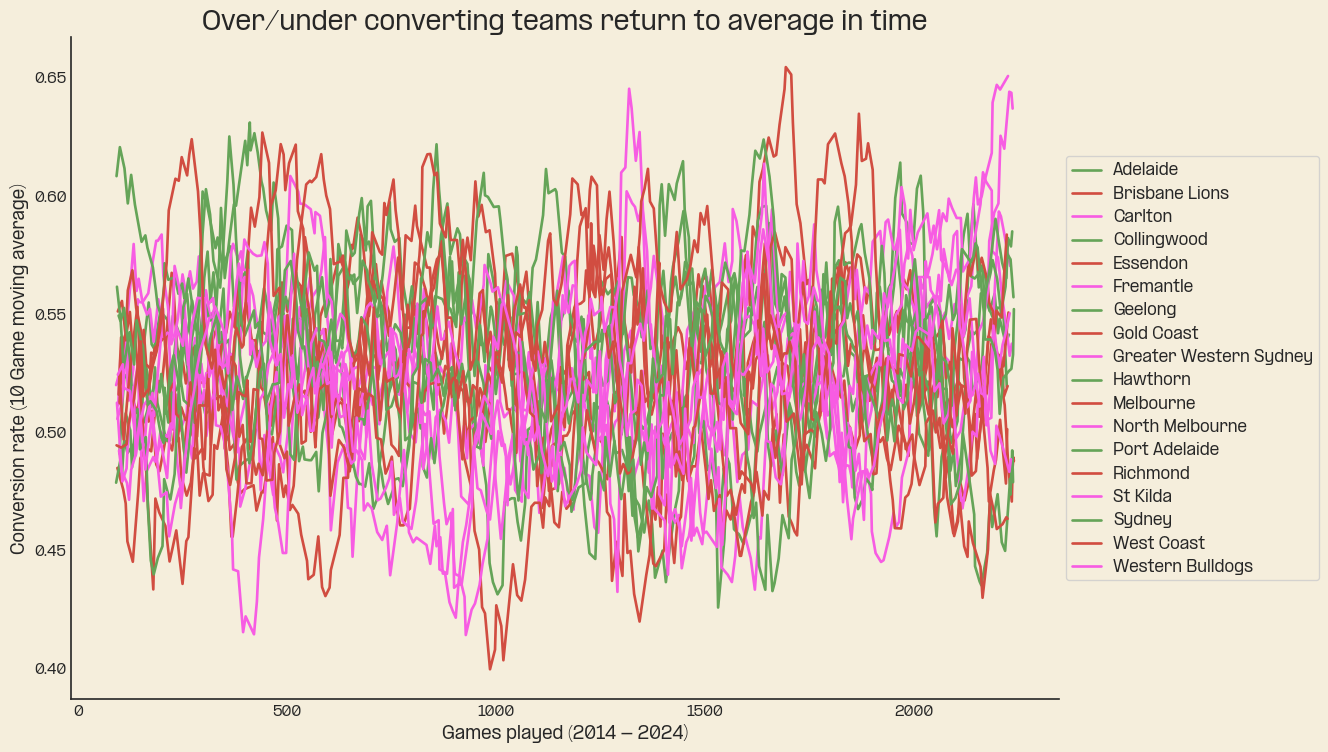 Over/under converting teams return to average in time
Conversion rate (10 Game moving average)
0.65
0.60
0.55
0.50
0.45
0.40
0
500
1000
1500
2000
Games played (2014 – 2024)
Adelaide
Brisbane Lions
Carlton
Collingwood
Essendon
Fremantle
Geelong
Gold Coast
Greater Western Sydney
Hawthorn
Melbourne
North Melbourne
Port Adelaide
Richmond
St Kilda
Sydney
West Coast
Western Bulldogs